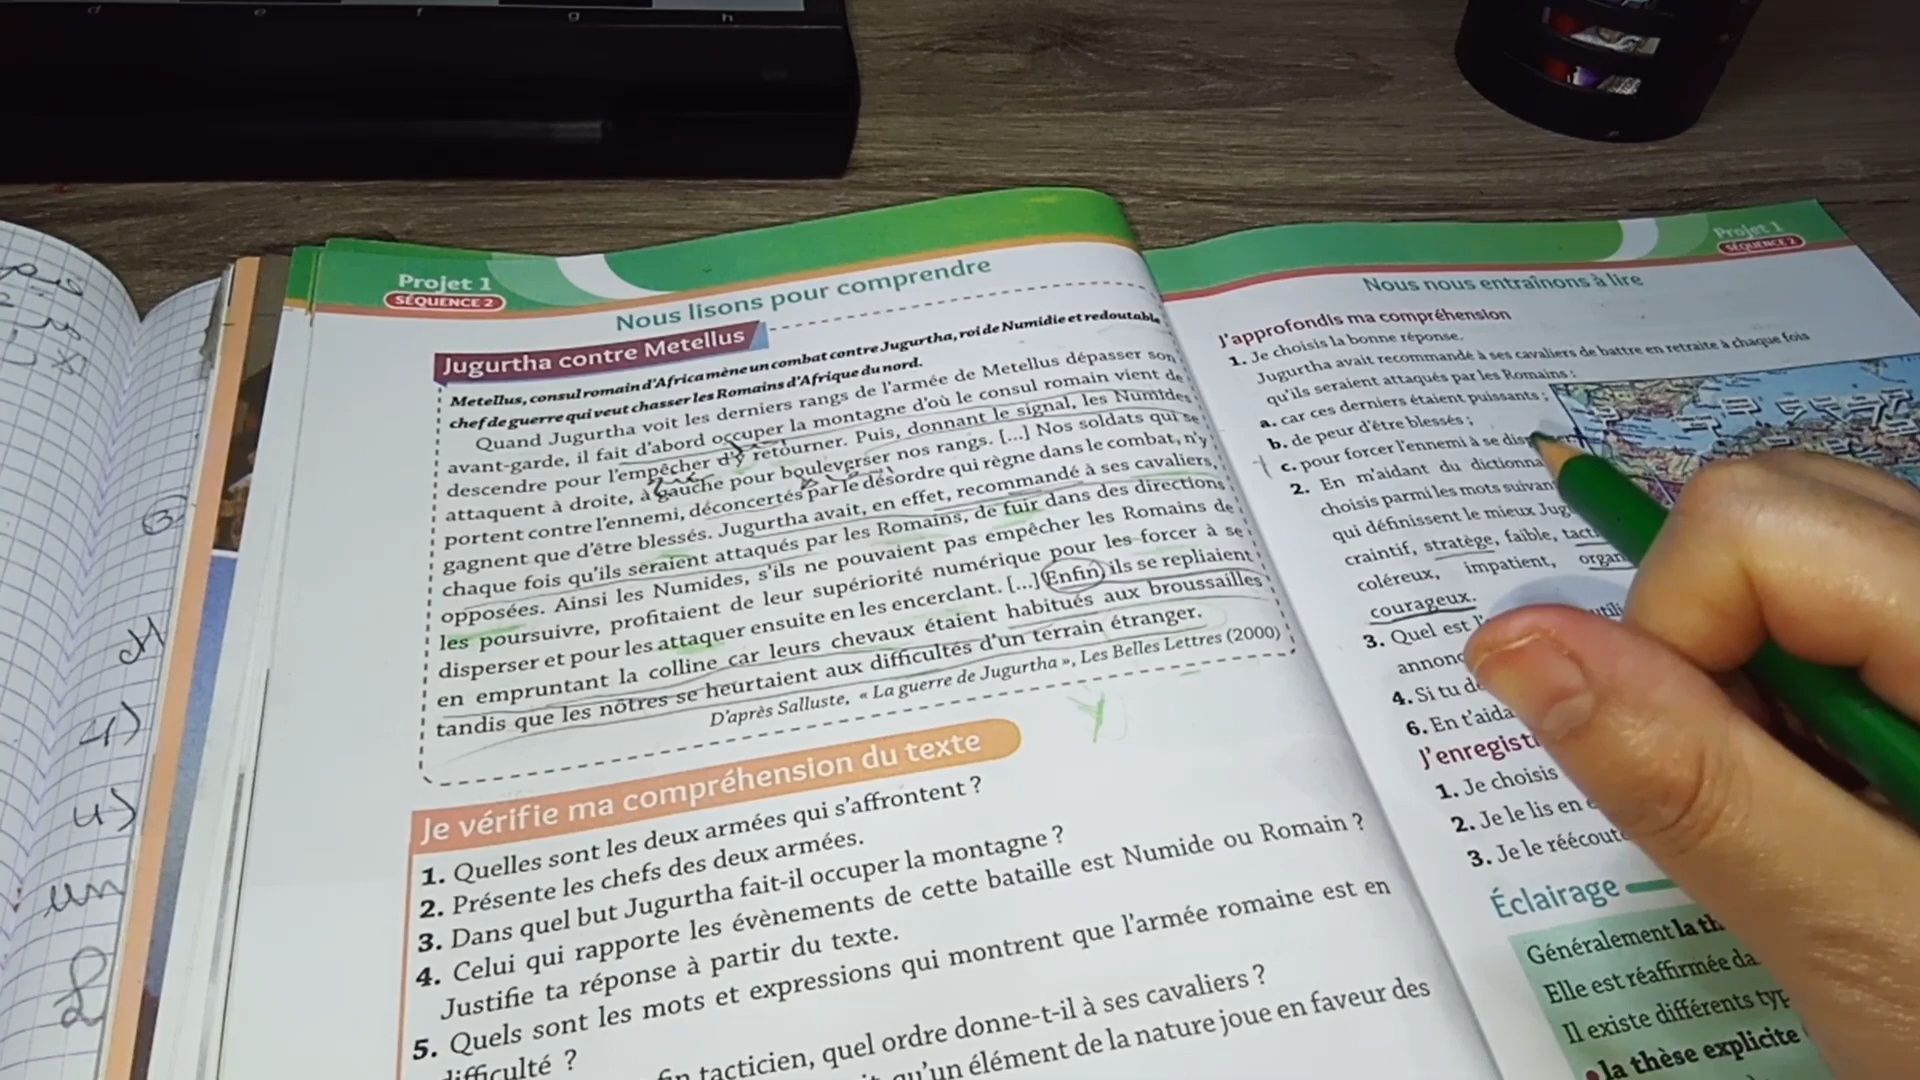 d e f g h
Projet 1
SÉQUENCE 2
Nous lisons pour comprendre
Jugurtha contre Metellus
Metellus, consul romain d'Afrique mène un combat contre Jugurtha, roi de Numidie et redoutable
chef de guerre qui veut chasser les Romains d'Afrique du nord.
Quand Jugurtha voit les derniers rangs de l'armée de Metellus dépasser son
avant-garde, il fait d'abord occuper la montagne d'où le consul romain vient de
descendre pour l'empêcher d'y retourner. Puis, donnant le signal, les Numides
attaquent à droite, à gauche pour bouleverser nos rangs. [...] Nos soldats qui se
portent contre l'ennemi, déconcertés par le désordre qui règne dans le combat, n'y
gagnent que d'être blessés. Jugurtha avait, en effet, recommandé à ses cavaliers,
chaque fois qu'ils seraient attaqués par les Romains, de fuir dans des directions
opposées. Ainsi les Numides, s'ils ne pouvaient pas empêcher les Romains de
les poursuivre, profitaient de leur supériorité numérique pour les forcer à se
disperser et pour les attaquer ensuite en les encerclant. [...] Enfin ils se repliaient
en empruntant la colline car leurs chevaux étaient habitués aux broussailles
tandis que les nôtres se heurtaient aux difficultés d'un terrain étranger.
D'après Salluste, « La guerre de Jugurtha », Les Belles Lettres (2000)
Je vérifie ma compréhension du texte
1. Quelles sont les deux armées qui s'affrontent ?
2. Présente les chefs des deux armées.
3. Dans quel but Jugurtha fait-il occuper la montagne ?
4. Celui qui rapporte les évènements de cette bataille est Numide ou Romain ?
Justifie ta réponse à partir du texte.
5. Quels sont les mots et expressions qui montrent que l'armée romaine est en
difficulté ?
tacticien, quel ordre donne-t-il à ses cavaliers ?
qu'un élément de la nature joue en faveur des
Projet 1
SÉQUENCE 2
Nous nous entraînons à lire
J'approfondis ma compréhension
1. Je choisis la bonne réponse.
Jugurtha avait recommandé à ses cavaliers de battre en retraite à chaque fois
qu'ils seraient attaqués par les Romains :
a. car ces derniers étaient puissants ;
b. de peur d'être blessés ;
c. pour forcer l'ennemi à se
2. En m'aidant du
choisis parmi les mots
qui définissent le mieux
craintif, stratège, faible,
coléreux, impatient,
courageux.
3. Quel est
4. Si tu
6. En
1. Je choisis
2. Je le lis en
3. Je le
Éclairage
Généralement la
Elle est réaffirmée
Il existe différents
la thèse explicite